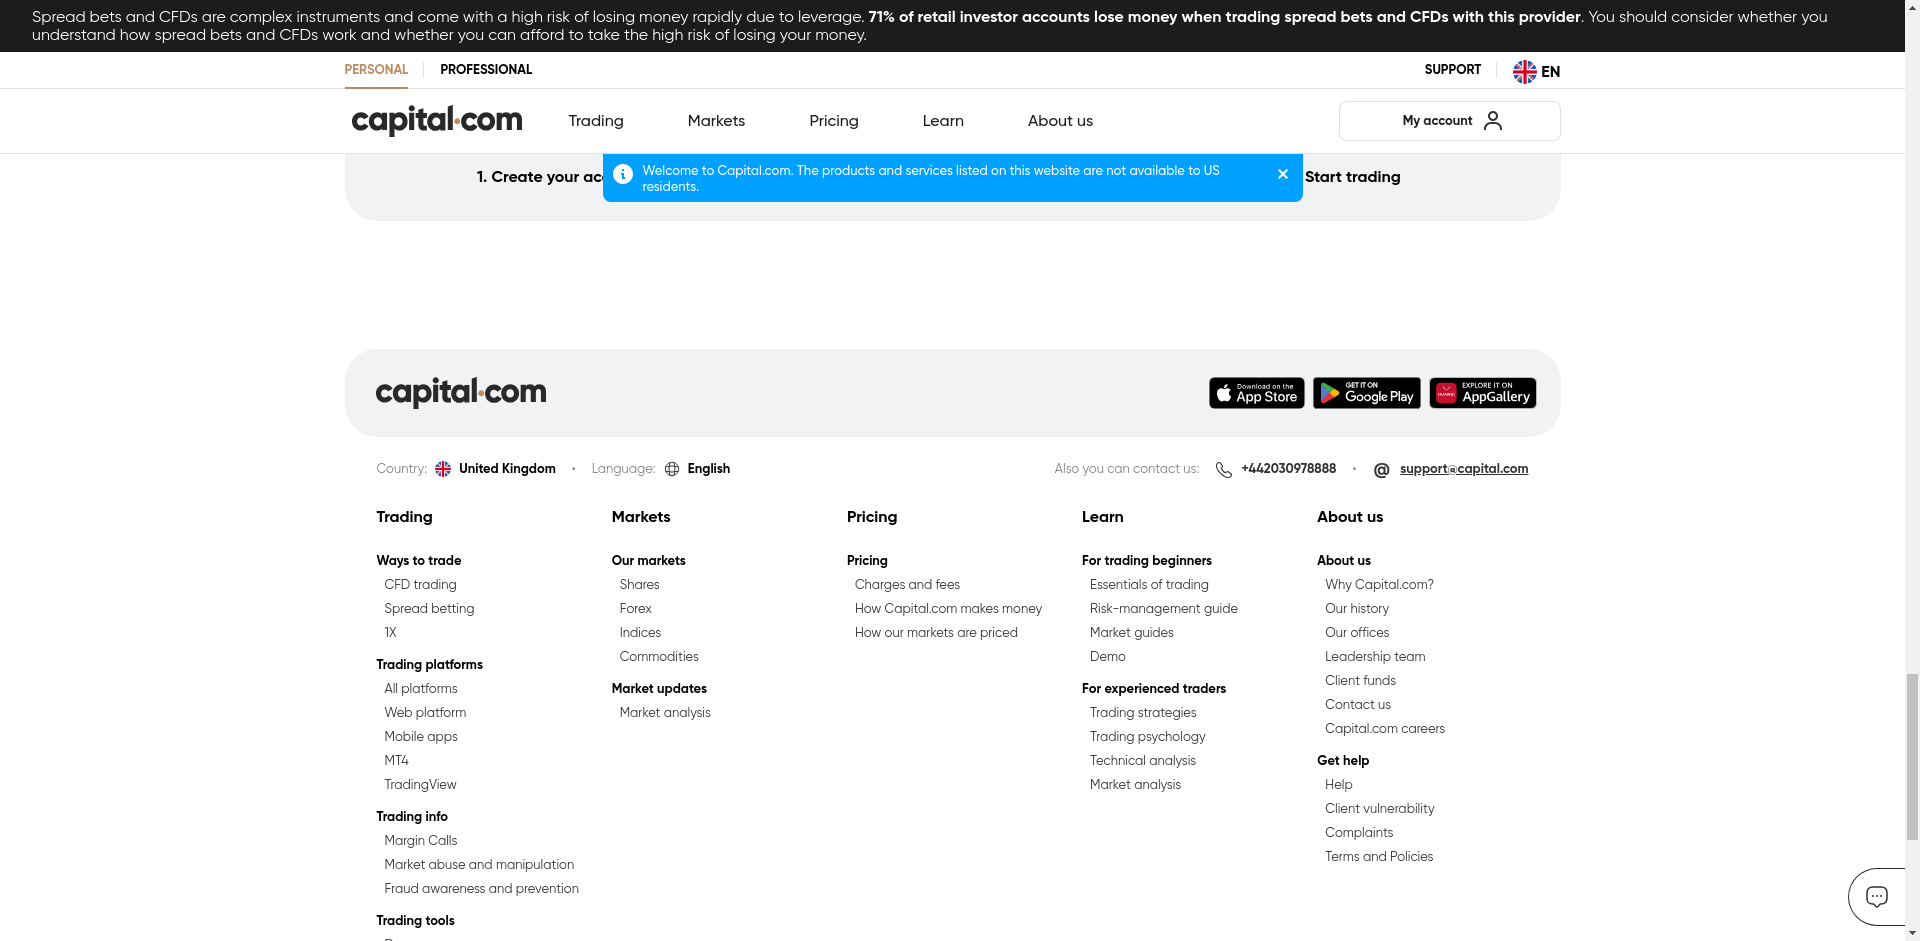 Spread bets and CFDs are complex instruments and come with a high risk of losing money rapidly due to leverage. 71% of retail investor accounts lose money when trading spread bets and CFDs with this provider. You should consider whether you
understand how spread bets and CFDs work and whether you can afford to take the high risk of losing your money.
PERSONAL PROFESSIONAL SUPPORT EN
capital.com Trading Markets Pricing Learn About us My account
1. Create your Start trading
Welcome to Capital.com. The products and services listed on this website are not available to US
residents.
capital.com
Download on the
App Store
GET IT ON
Google Play
HUAWEI
EXPLORE IT ON
AppGallery
Country: United Kingdom • Language: English
Also you can contact us: +442030978888 • support@capital.com
Trading
Ways to trade
CFD trading
Spread betting
1X
Trading platforms
All platforms
Web platform
Mobile apps
MT4
TradingView
Trading info
Margin Calls
Market abuse and manipulation
Fraud awareness and prevention
Trading tools
Markets
Our markets
Shares
Forex
Indices
Commodities
Market updates
Market analysis
Pricing
Pricing
Charges and fees
How Capital.com makes money
How our markets are priced
Learn
For trading beginners
Essentials of trading
Risk-management guide
Market guides
Demo
For experienced traders
Trading strategies
Trading psychology
Technical analysis
Market analysis
About us
About us
Why Capital.com?
Our history
Our offices
Leadership team
Client funds
Contact us
Capital.com careers
Get help
Help
Client vulnerability
Complaints
Terms and Policies